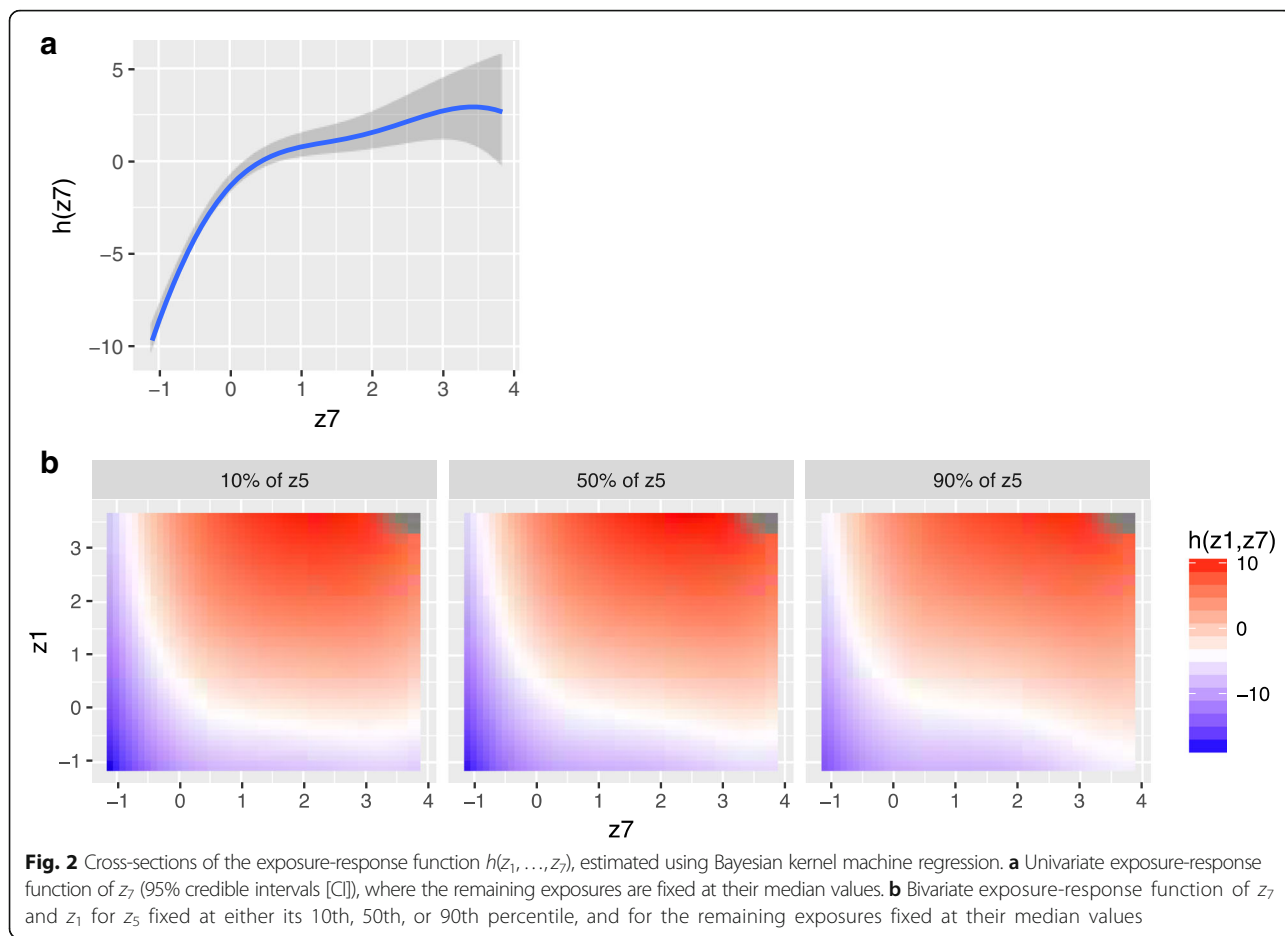 a
5
0
−5
−10
h(z7)
−1 0 1 2 3 4
z7
b
10% of z5 50% of z5 90% of z5
3
2
1
0
−1
z1
−1 0 1 2 3 4 −1 0 1 2 3 4 −1 0 1 2 3 4
z7
h(z1,z7)
10
0
−10
Fig. 2 Cross-sections of the exposure-response function h(z₁, …, z₇), estimated using Bayesian kernel machine regression. a Univariate exposure-response
function of z₇ (95% credible intervals [CI]), where the remaining exposures are fixed at their median values. b Bivariate exposure-response function of z₇
and z₁ for z₅ fixed at either its 10th, 50th, or 90th percentile, and for the remaining exposures fixed at their median values